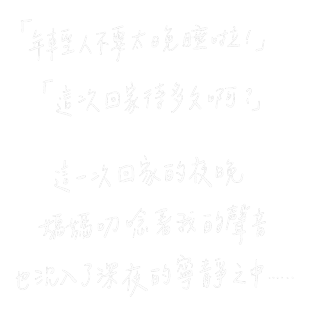 「年輕人不要太晚睡啦！」
「這次回家待多久啊？」
這一次回家的夜晚
媽媽叨唸著我的聲音
也沉入了深夜的寧靜之中……